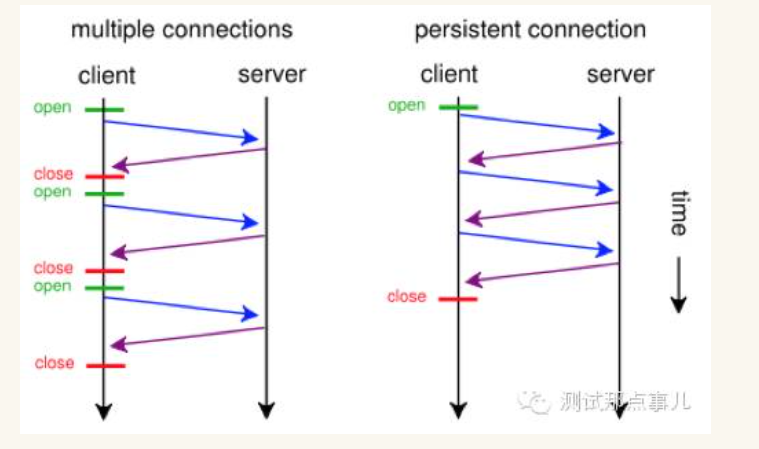 multiple connections
client server
open
close
open
close
open
close
persistent connection
client server
open
close
time
测试那点事儿